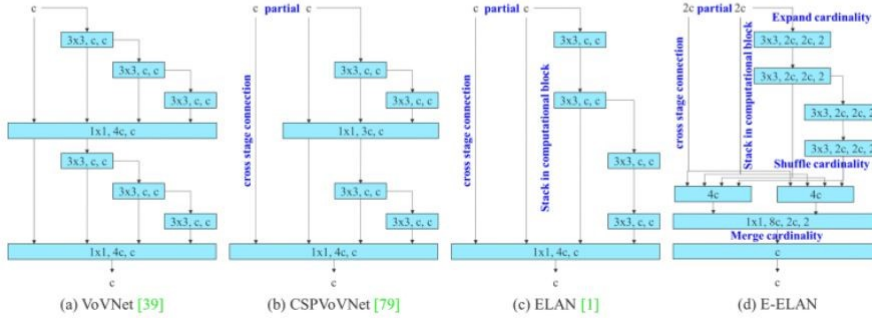 c
3x3, c, c
3x3, c, c
3x3, c, c
1x1, 4c, c
3x3, c, c
3x3, c, c
3x3, c, c
1x1, 4c, c
c
(a) VoVNet [39]
c partial c
cross stage connection
3x3, c, c
3x3, c, c
1x1, 3c, c
3x3, c, c
3x3, c, c
1x1, 4c, c
c
(b) CSPVoVNet [79]
c partial c
cross stage connection
Stack in computational block
3x3, c, c
3x3, c, c
3x3, c, c
3x3, c, c
1x1, 4c, c
c
(c) ELAN [1]
2c partial 2c
Expand cardinality
cross stage connection
Stack in computational block
3x3, 2c, 2c, 2
3x3, 2c, 2c, 2
3x3, 2c, 2c, 2
3x3, 2c, 2c, 2
Shuffle cardinality
4c 4c
1x1, 8c, 2c, 2
Merge cardinality
c
c
(d) E-ELAN